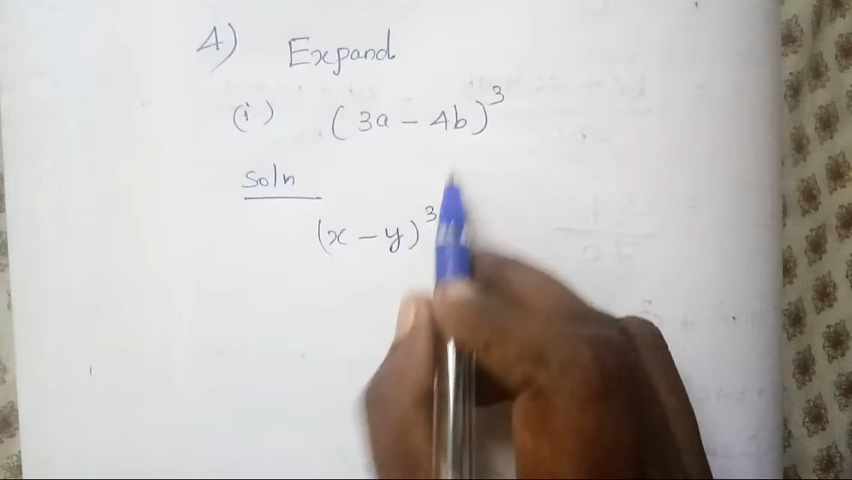 4) Expand
(i) (3a - 4b)³
Soln
(x - y)³